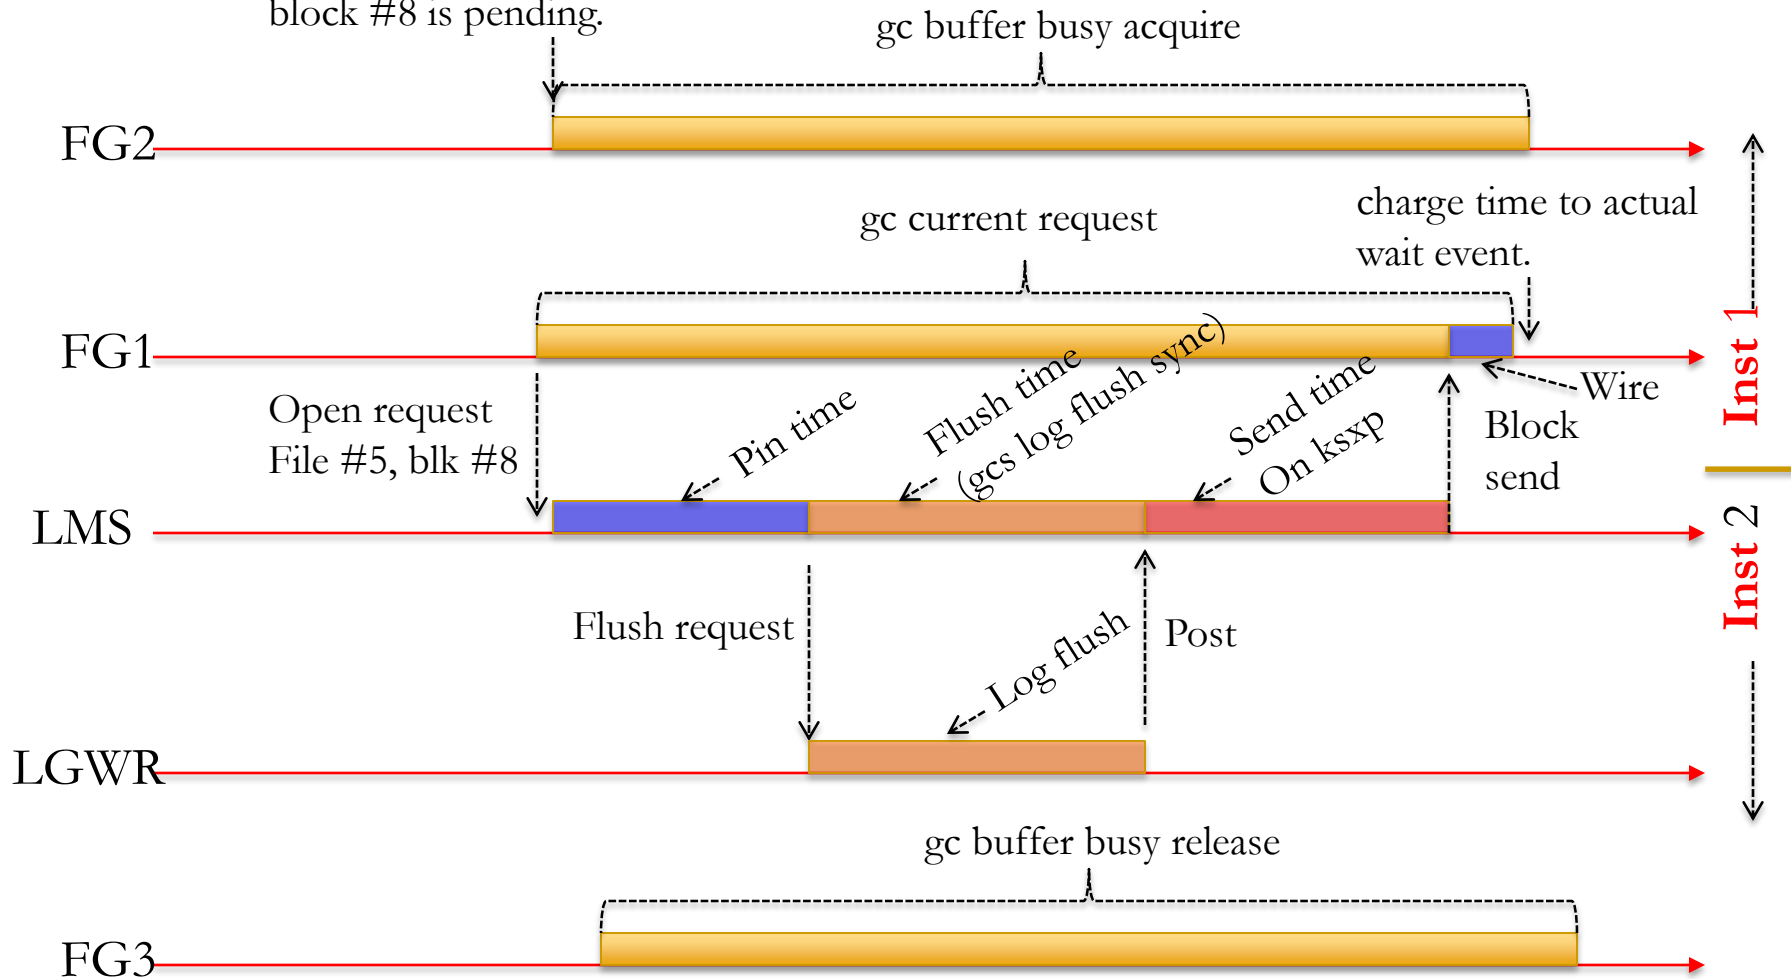 block #8 is pending.
gc buffer busy acquire
FG2
gc current request
charge time to actual
wait event.
FG1
Inst 1
Wire
Open request
File #5, blk #8
Pin time
Flush time
(gcs log flush sync)
Send time
On ksxp
Block
send
LMS
Inst 2
Flush request
Log flush
Post
LGWR
gc buffer busy release
FG3